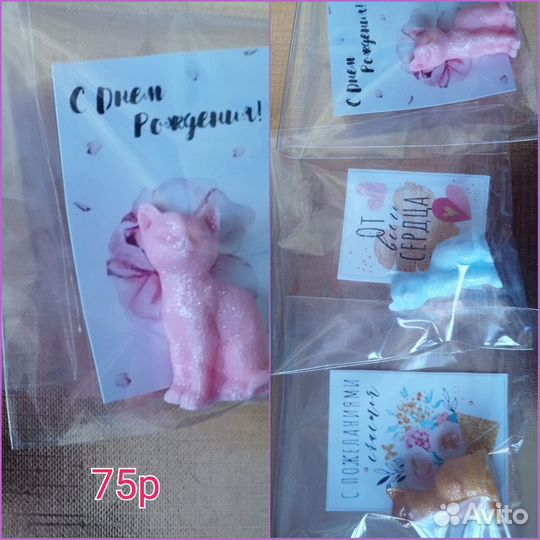 С Днем
Рождения!
75р
С Днем
Рождения!
ОТ
всего
СЕРДЦА
С ПОЖЕЛАНИЯМИ
счастья
Avito